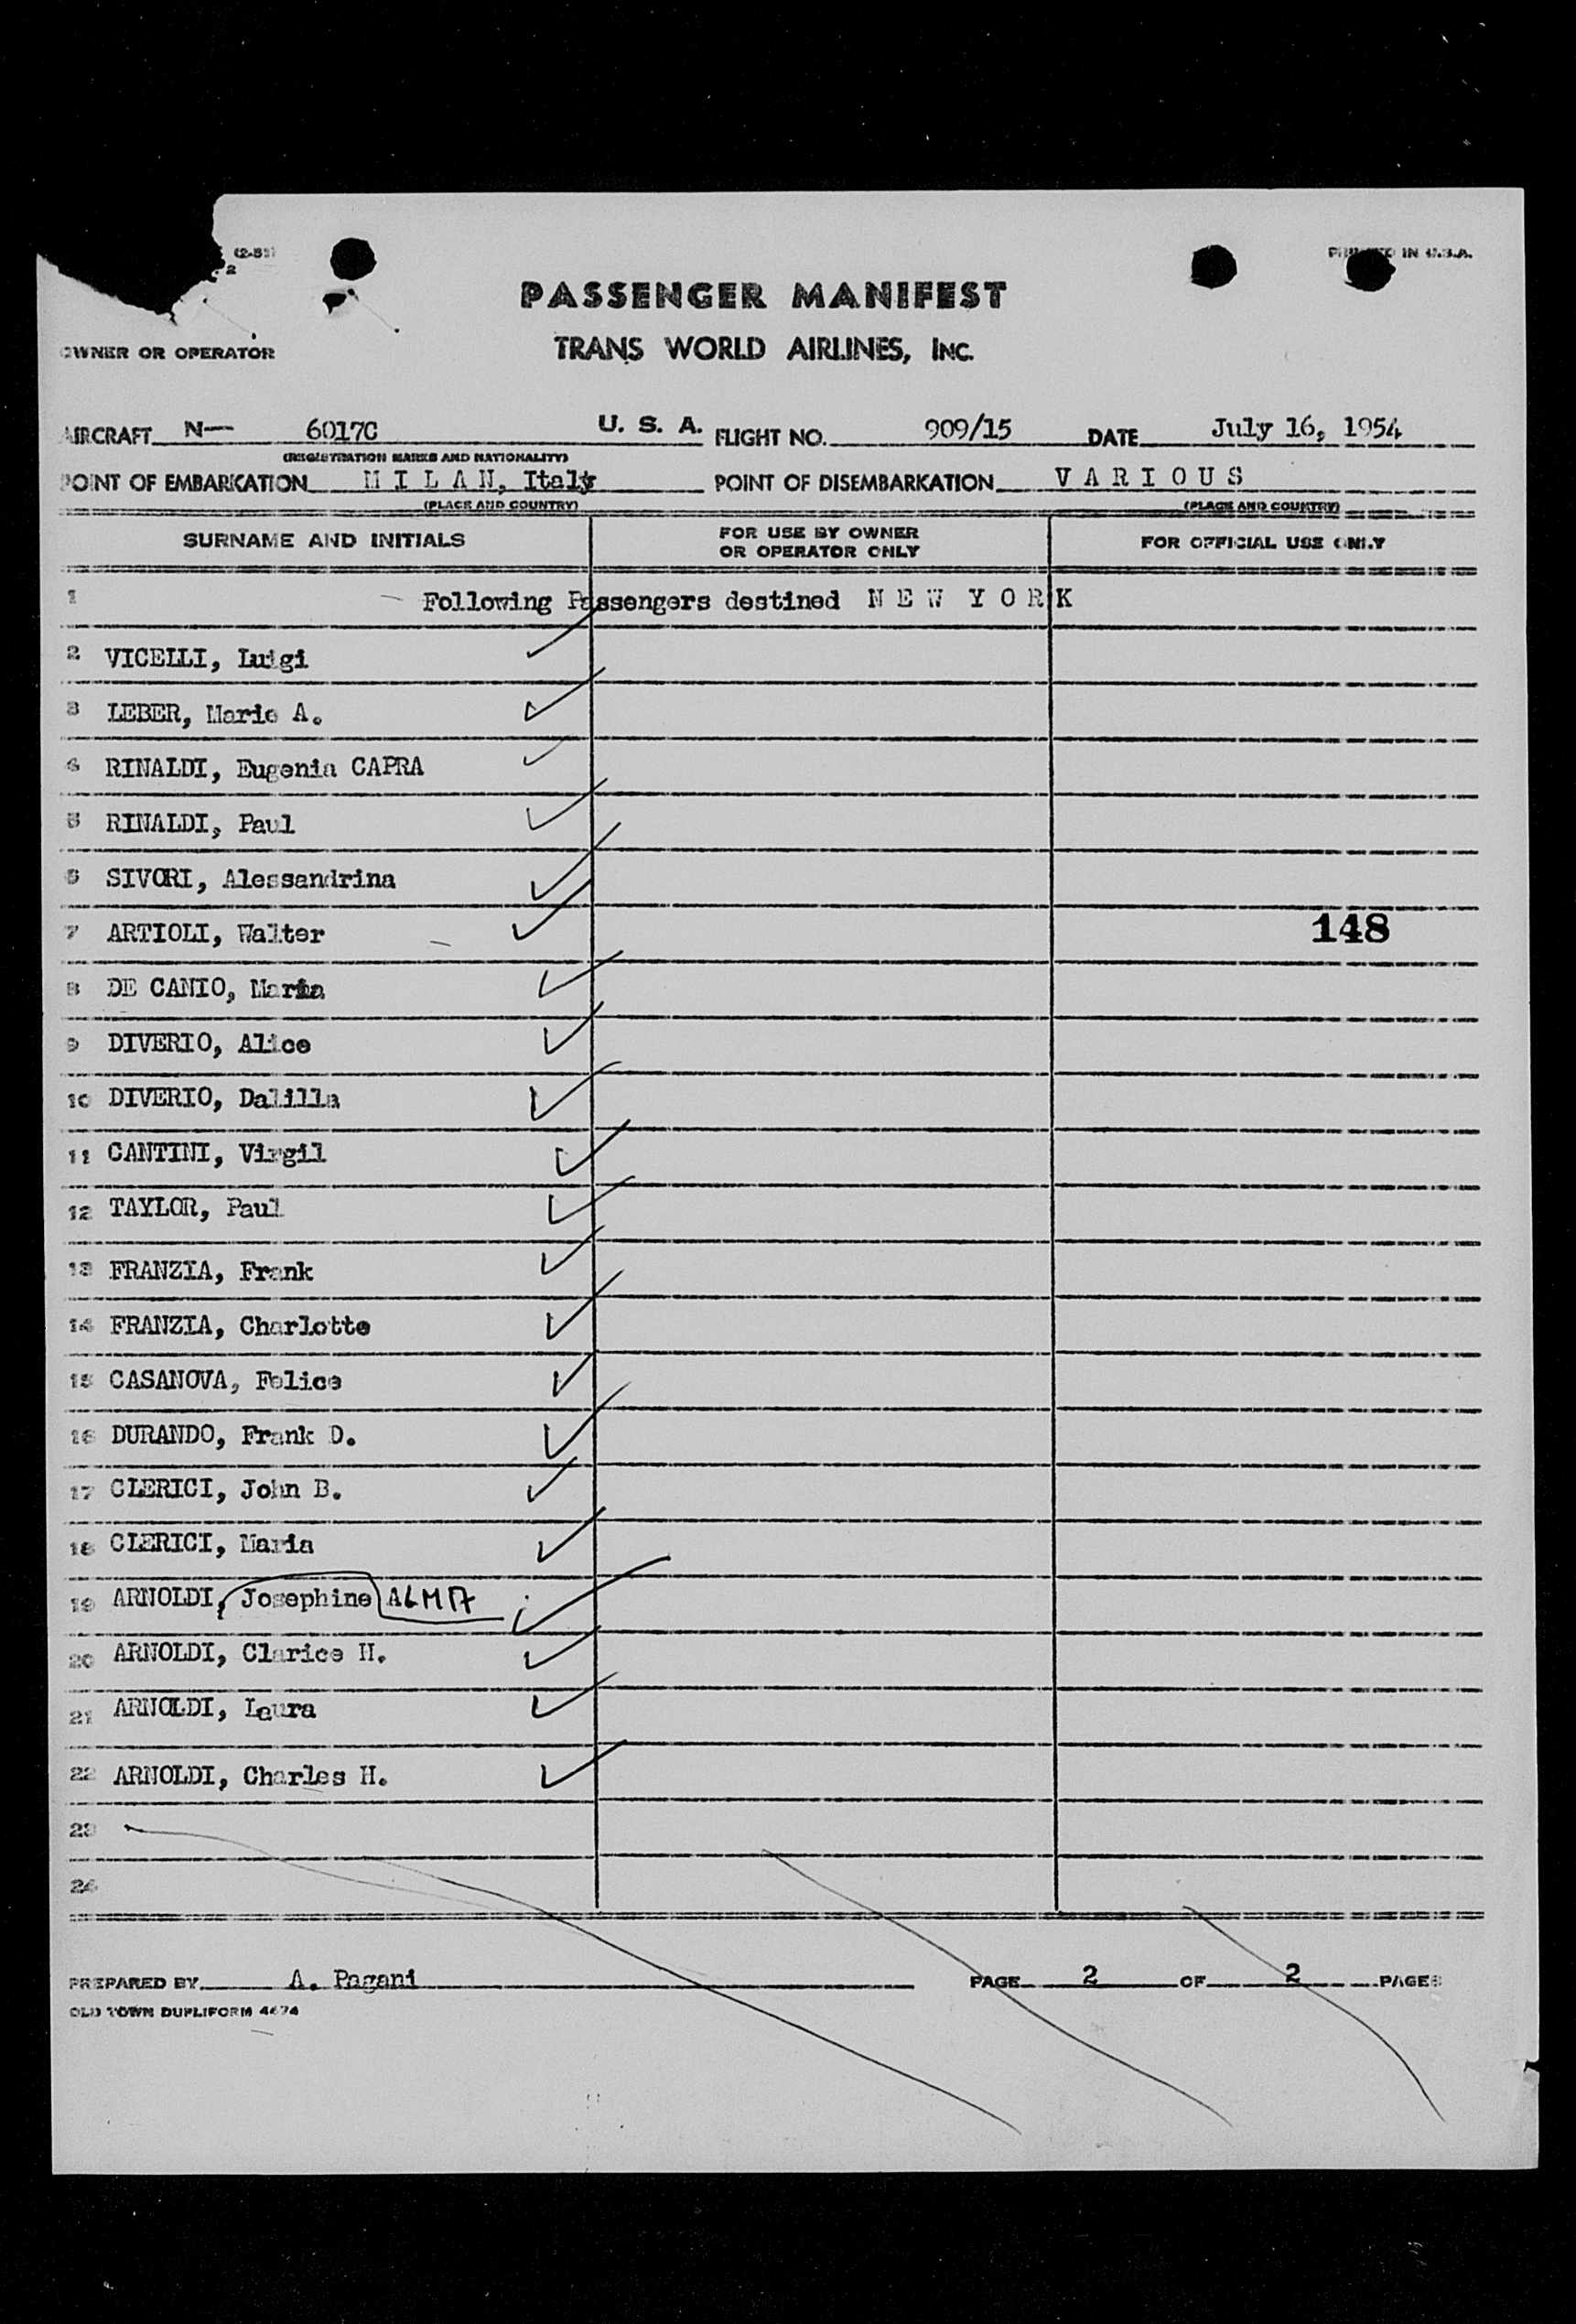 (2-51)
2
PRINTED IN U.S.A.
PASSENGER MANIFEST
OWNER OR OPERATOR TRANS WORLD AIRLINES, INC.
AIRCRAFT N— 6017C U. S. A. FLIGHT NO. 909/15 DATE July 16, 1954
(REGISTRATION MARKS AND NATIONALITY)
POINT OF EMBARKATION M I L A N, Italy POINT OF DISEMBARKATION V A R I O U S
(PLACE AND COUNTRY) (PLACE AND COUNTRY)
SURNAME AND INITIALS FOR USE BY OWNER OR OPERATOR ONLY FOR OFFICIAL USE ONLY
1 Following Passengers destined N E W Y O R K
2 VICELLI, Luigi
3 LEBER, Marie A.
4 RINALDI, Eugenia CAPRA
5 RINALDI, Paul
6 SIVORI, Alessandrina
7 ARTIOLI, Walter 148
8 DE CANIO, Maria
9 DIVERIO, Alice
10 DIVERIO, Dalilla
11 CANTINI, Virgil
12 TAYLOR, Paul
13 FRANZIA, Frank
14 FRANZIA, Charlotte
15 CASANOVA, Felice
16 DURANDO, Frank D.
17 CLERICI, John B.
18 CLERICI, Maria
19 ARNOLDI, Josephine ALMA
20 ARNOLDI, Clarice H.
21 ARNOLDI, Laura
22 ARNOLDI, Charles H.
23
24
PREPARED BY A. Pagani PAGE 2 OF 2 PAGES
OLD TOWN DUPLIFORM 4674